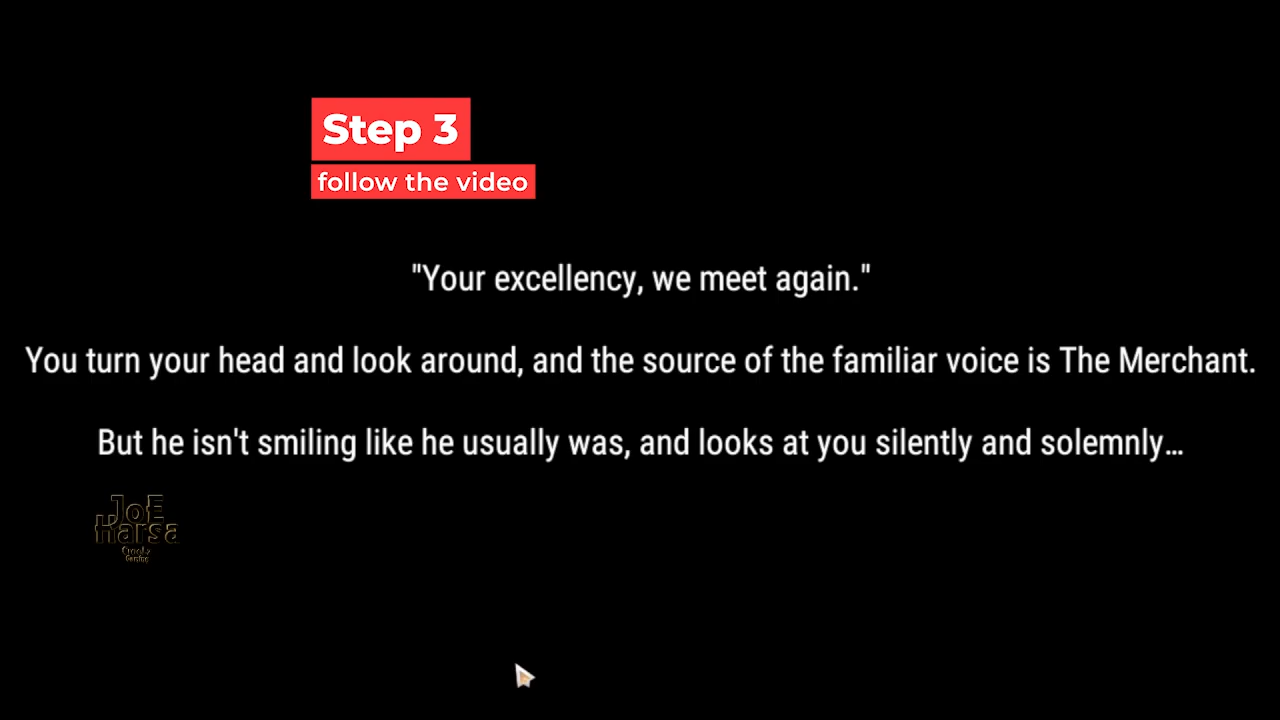 Step 3
follow the video
"Your excellency, we meet again."
You turn your head and look around, and the source of the familiar voice is The Merchant.
But he isn't smiling like he usually was, and looks at you silently and solemnly…
JoE
Harsa